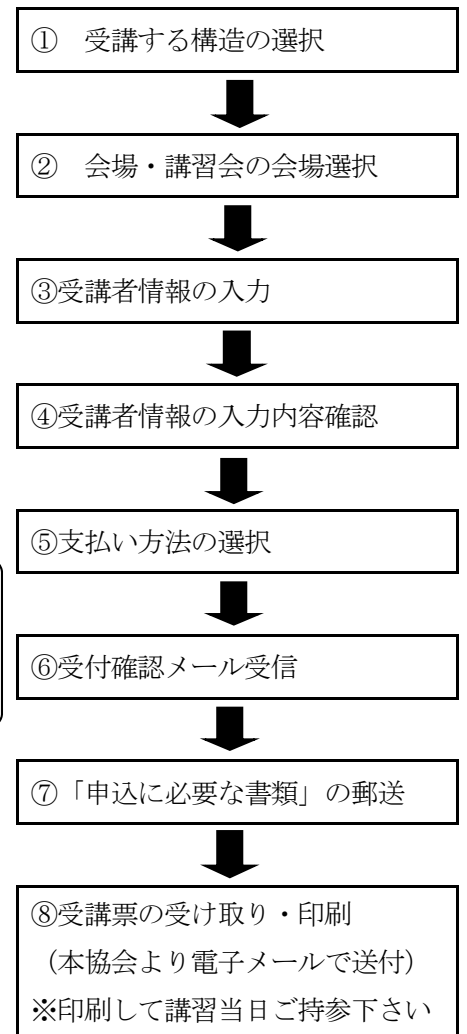 ①　受講する構造の選択
②　会場・講習会の会場選択
③受講者情報の入力
④受講者情報の入力内容確認
⑤支払い方法の選択
⑥受付確認メール受信
⑦「申込に必要な書類」の郵送
⑧受講票の受け取り・印刷
（本協会より電子メールで送付）
※印刷して講習当日ご持参下さい